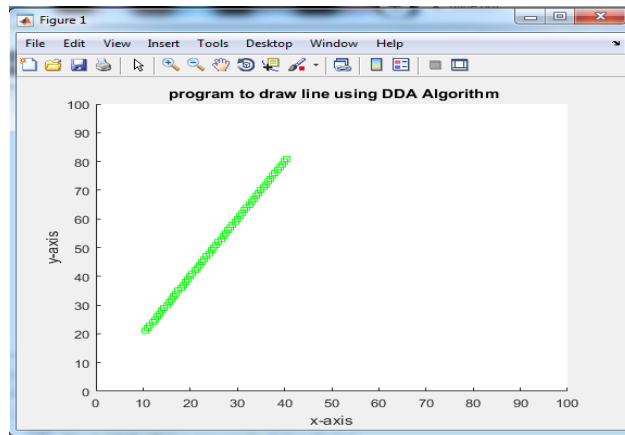 Figure 1
File Edit View Insert Tools Desktop Window Help
program to draw line using DDA Algorithm
100
90
80
70
60
50
40
30
20
10
0
y-axis
0 10 20 30 40 50 60 70 80 90 100
x-axis